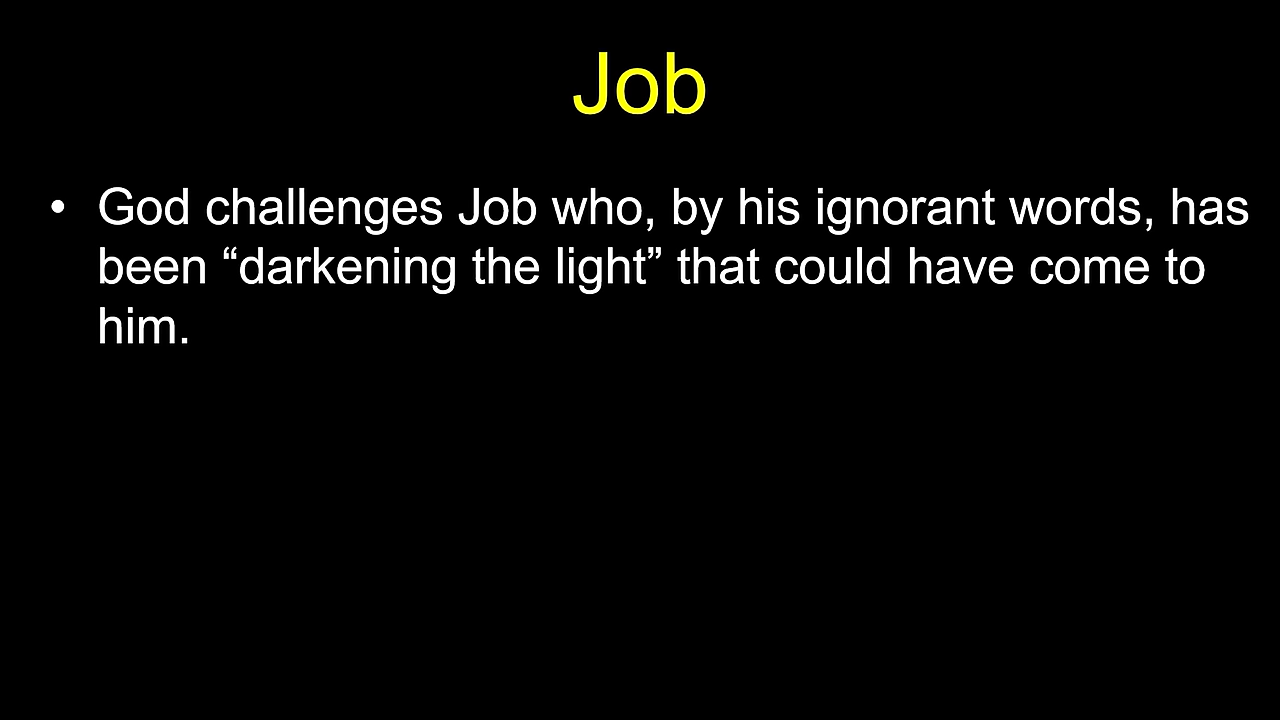 Job
• God challenges Job who, by his ignorant words, has
been “darkening the light” that could have come to
him.